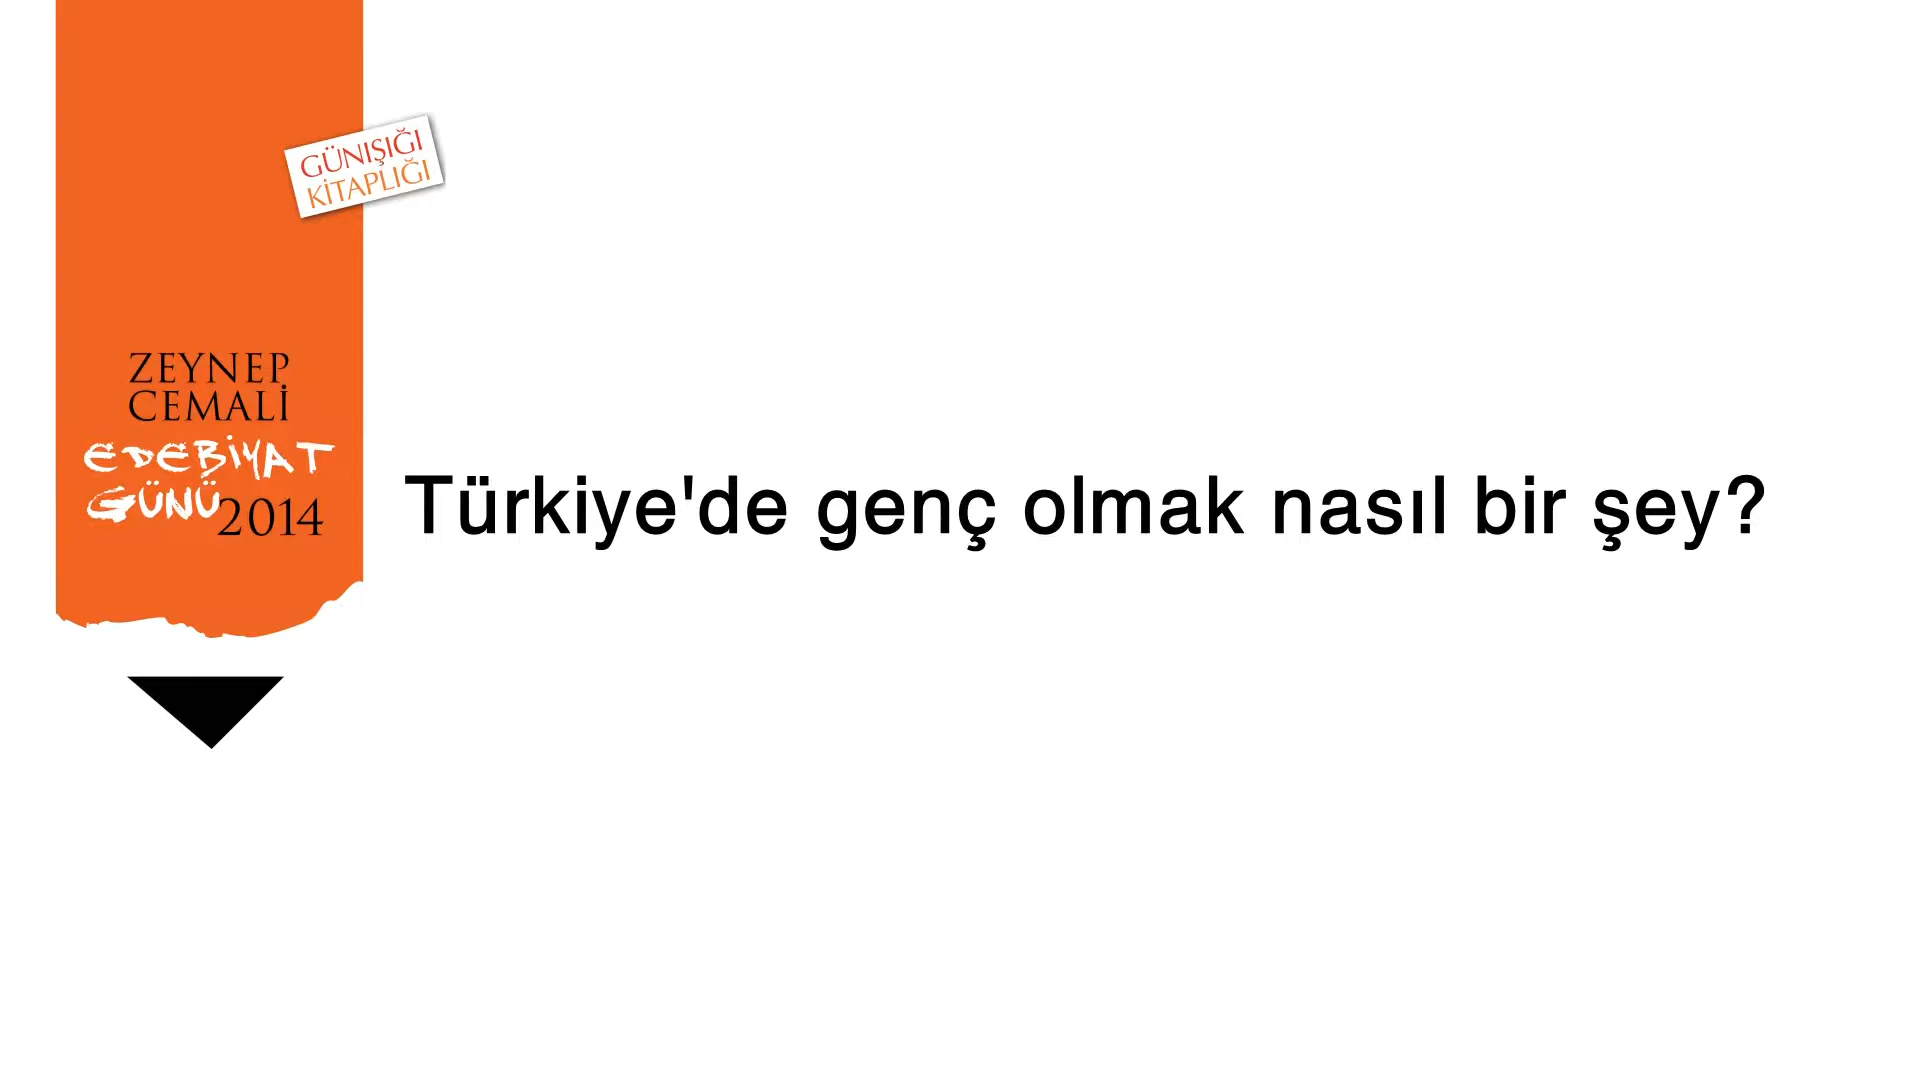 GÜNIŞIĞI
KİTAPLIĞI
ZEYNEP
CEMALİ
EDEBİYAT
GÜNÜ 2014
Türkiye'de genç olmak nasıl bir şey?